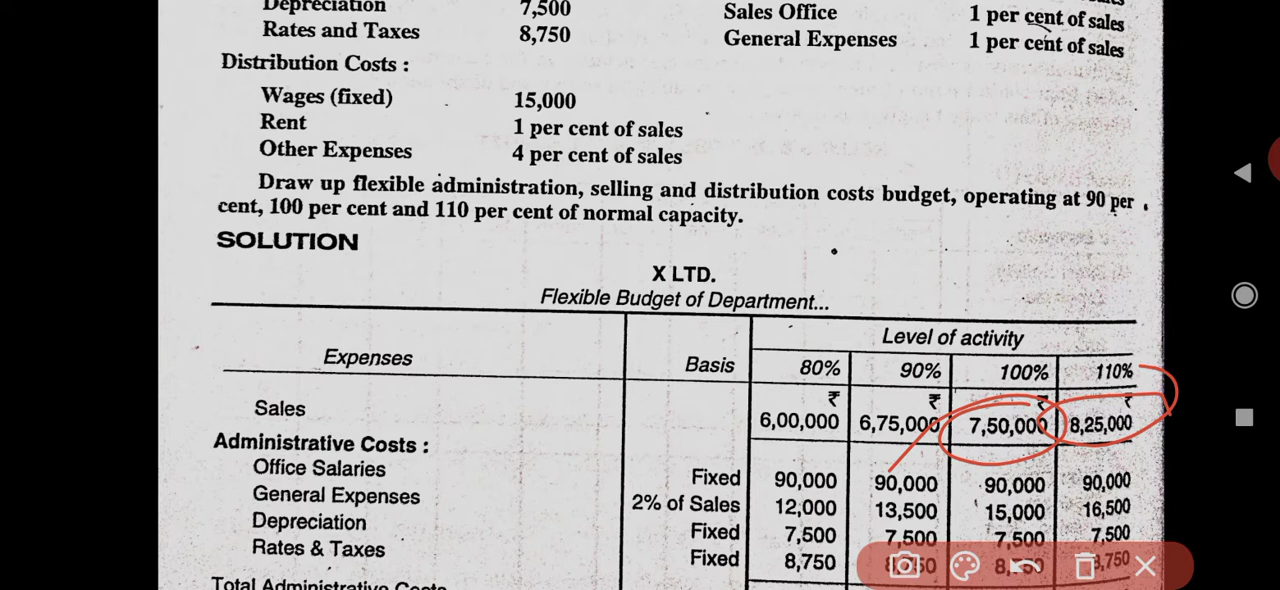 Depreciation 7,500 Sales Office 1 per cent of sales
Rates and Taxes 8,750 General Expenses 1 per cent of sales
Distribution Costs :
Wages (fixed) 15,000
Rent 1 per cent of sales
Other Expenses 4 per cent of sales
Draw up flexible administration, selling and distribution costs budget, operating at 90 per
cent, 100 per cent and 110 per cent of normal capacity.
SOLUTION
X LTD.
Flexible Budget of Department...
Level of activity
Expenses Basis 80% 90% 100% 110%
₹ ₹ ₹ ₹
Sales 6,00,000 6,75,000 7,50,000 8,25,000
Administrative Costs :
Office Salaries Fixed 90,000 90,000 90,000 90,000
General Expenses 2% of Sales 12,000 13,500 15,000 16,500
Depreciation Fixed 7,500 7,500 7,500 7,500
Rates & Taxes Fixed 8,750
Total Administrative Costs